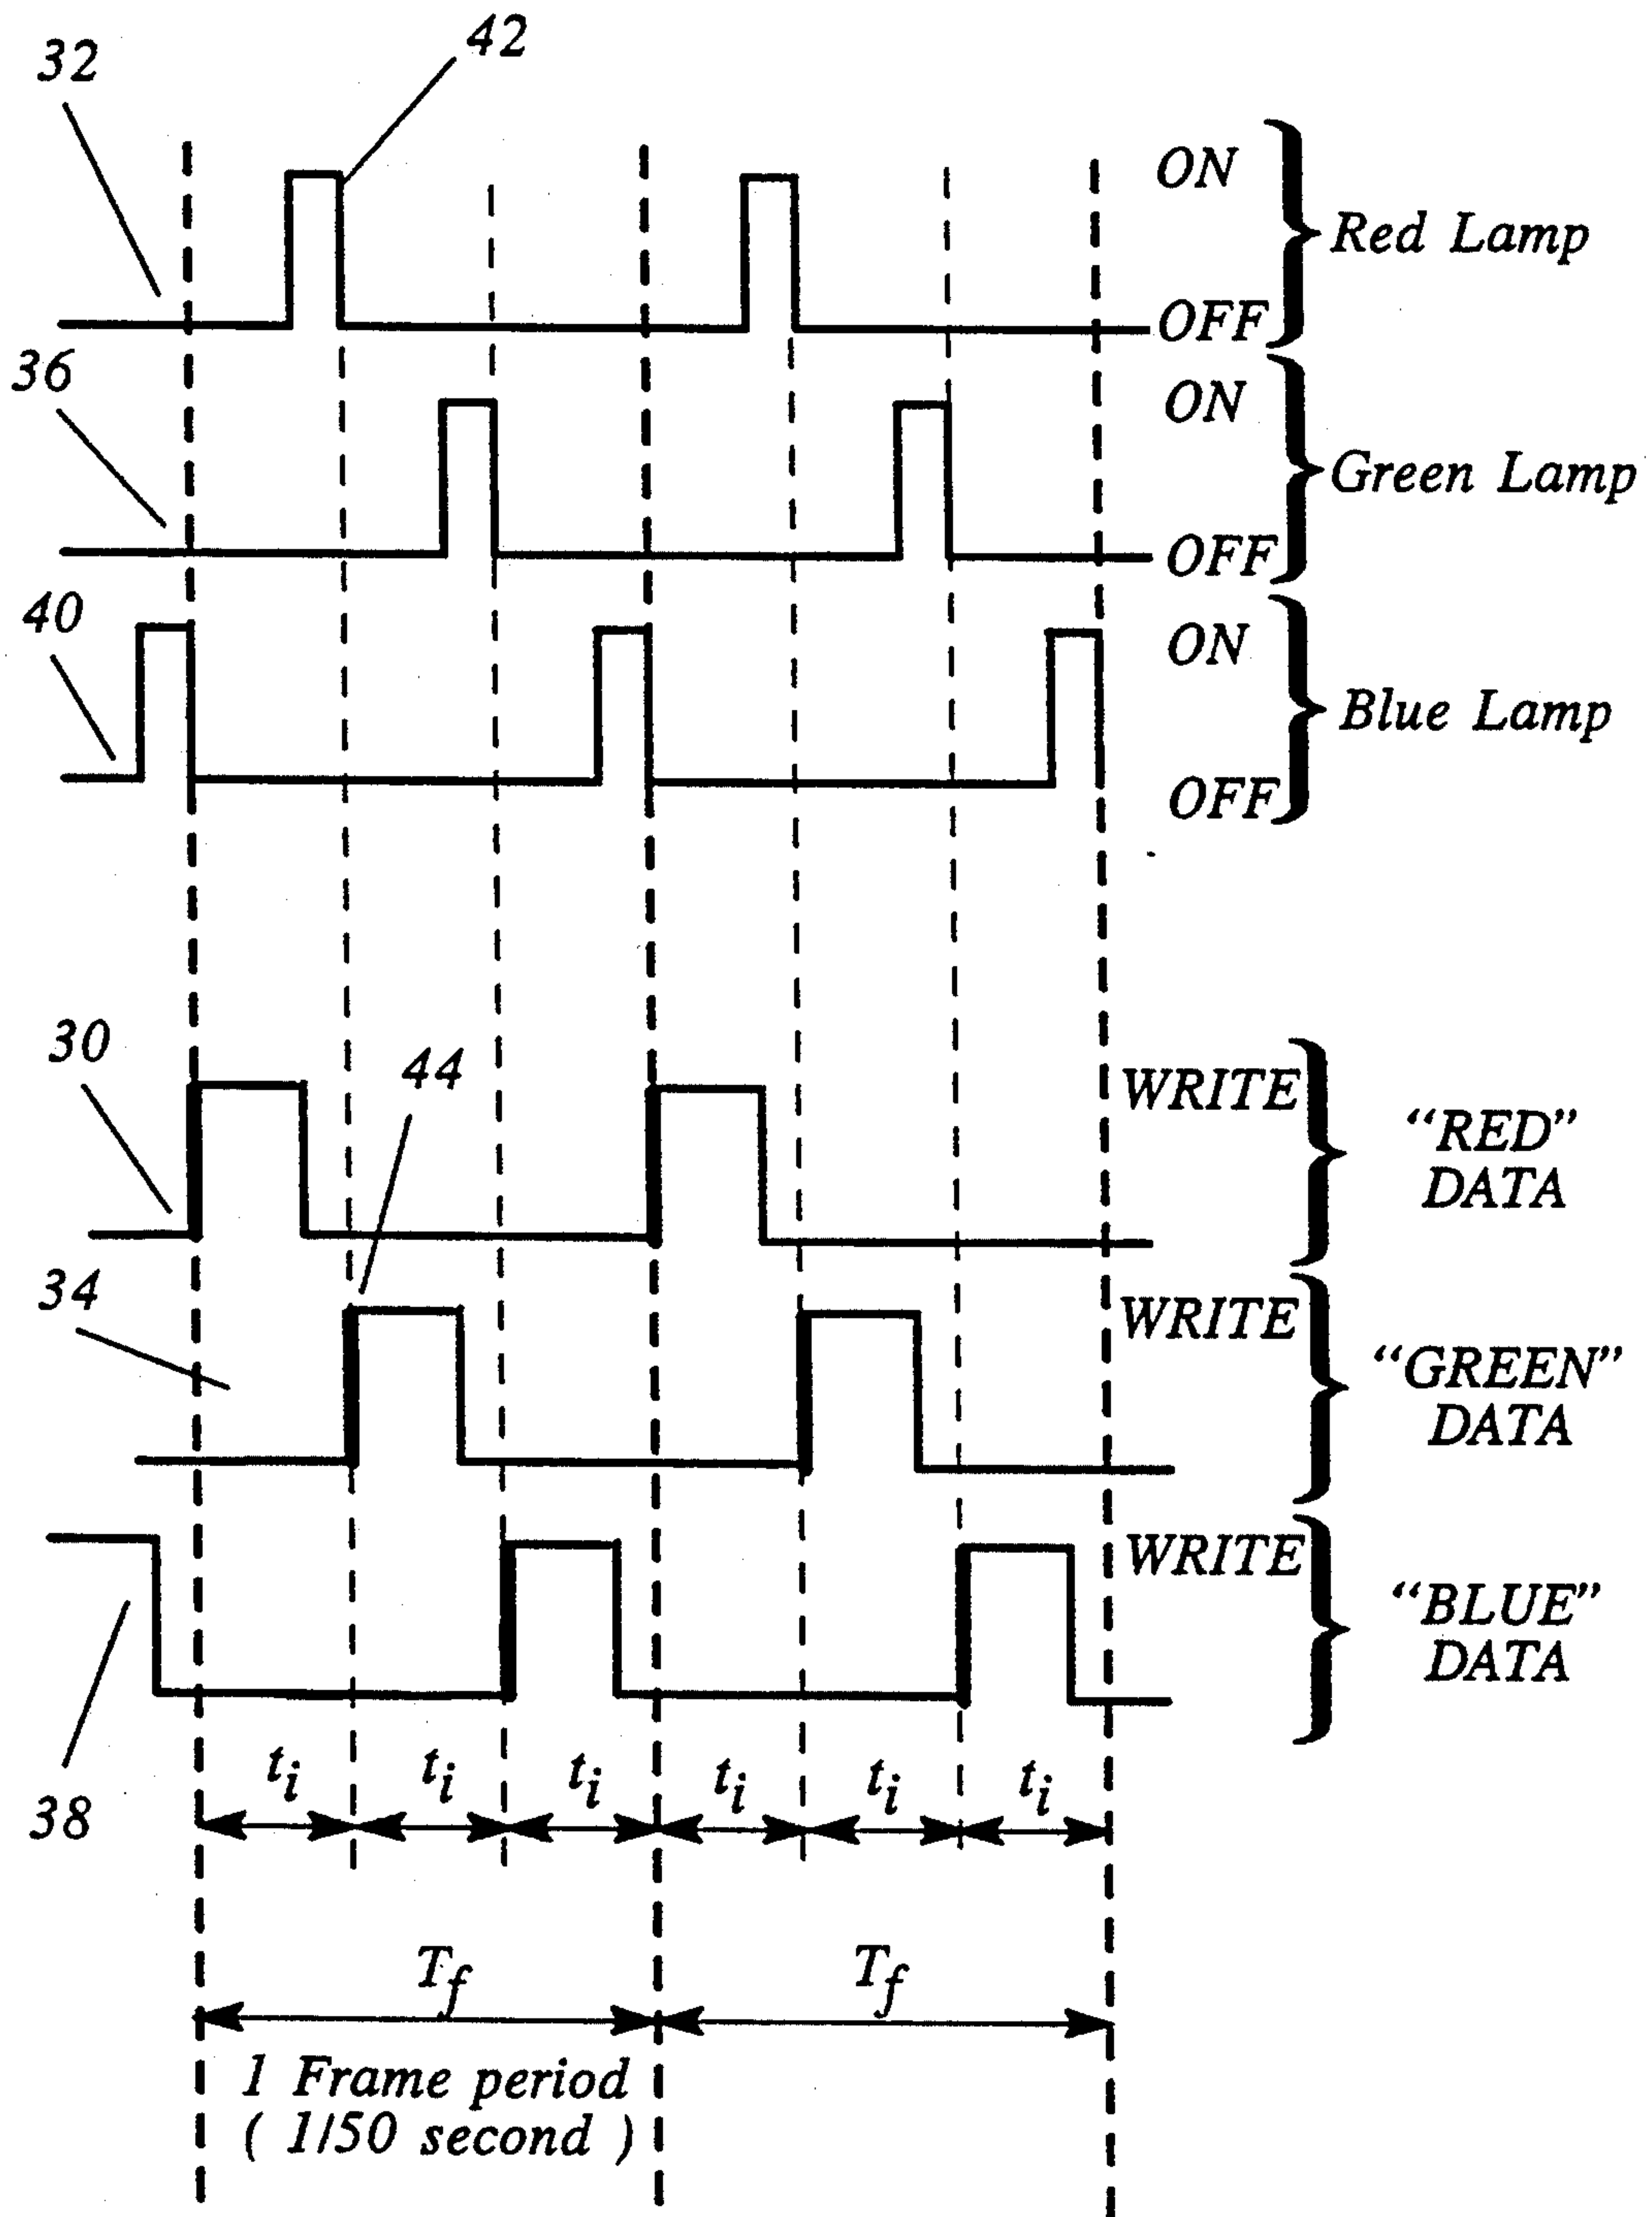 42
32
ON
Red Lamp
OFF
36
ON
Green Lamp
OFF
40
ON
Blue Lamp
OFF
30
44
WRITE
“RED”
DATA
34
WRITE
“GREEN”
DATA
WRITE
“BLUE”
DATA
38
ti ti ti ti ti ti
Tf Tf
1 Frame period
( 1/50 second )